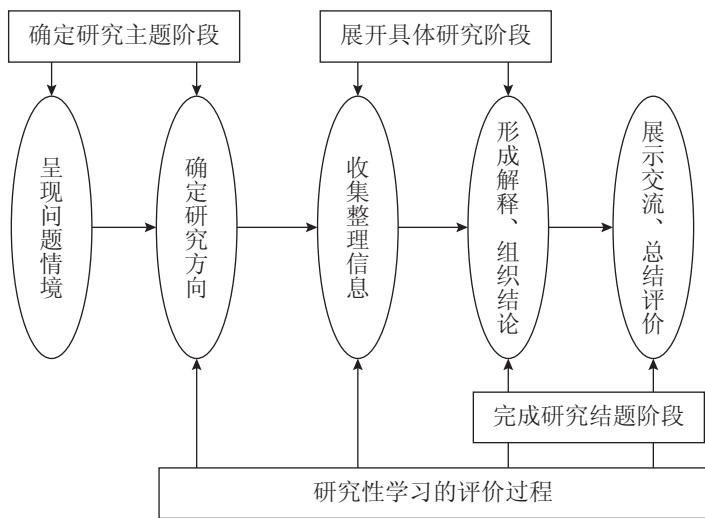 确定研究主题阶段
展开具体研究阶段
呈现问题情境
确定研究方向
收集整理信息
形成解释、组织结论
展示交流、总结评价
完成研究结题阶段
研究性学习的评价过程